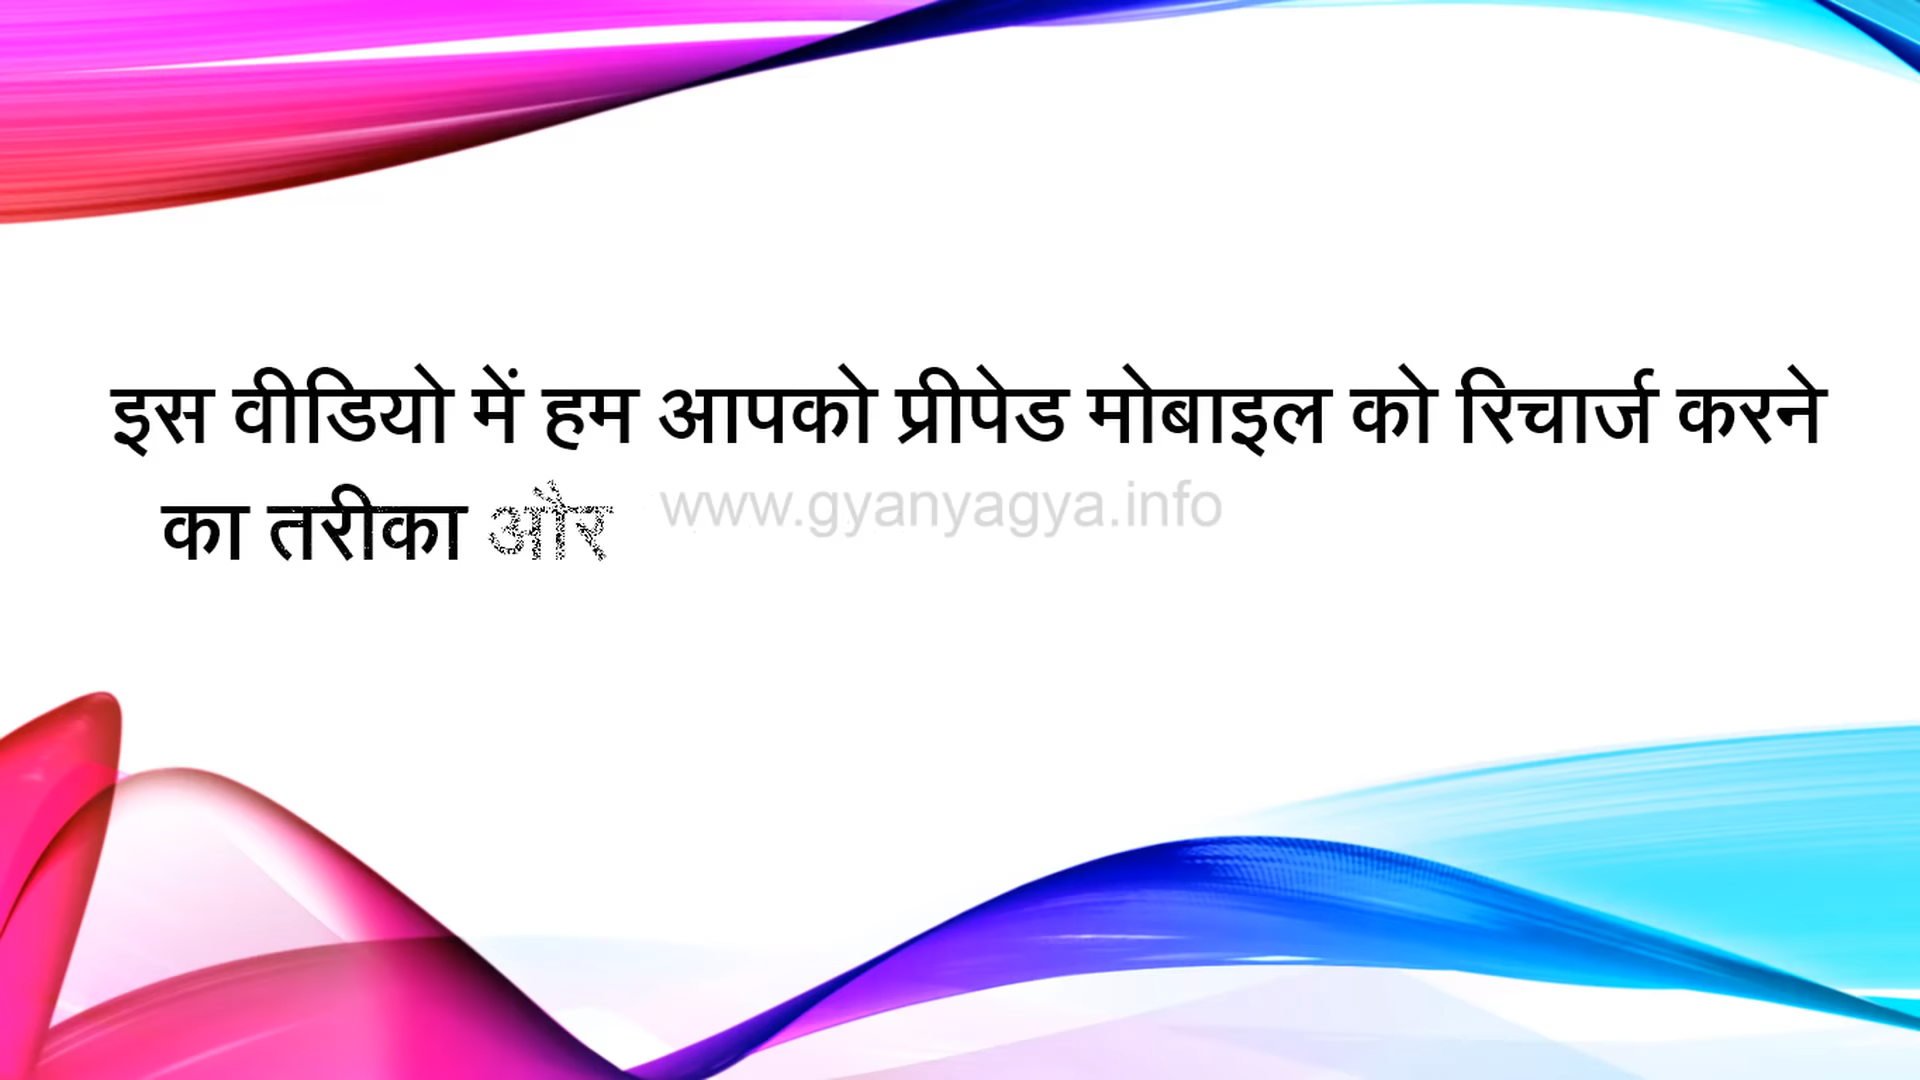 इस वीडियो में हम आपको प्रीपेड मोबाइल को रिचार्ज करने
का तरीका और
www.gyanyagya.info